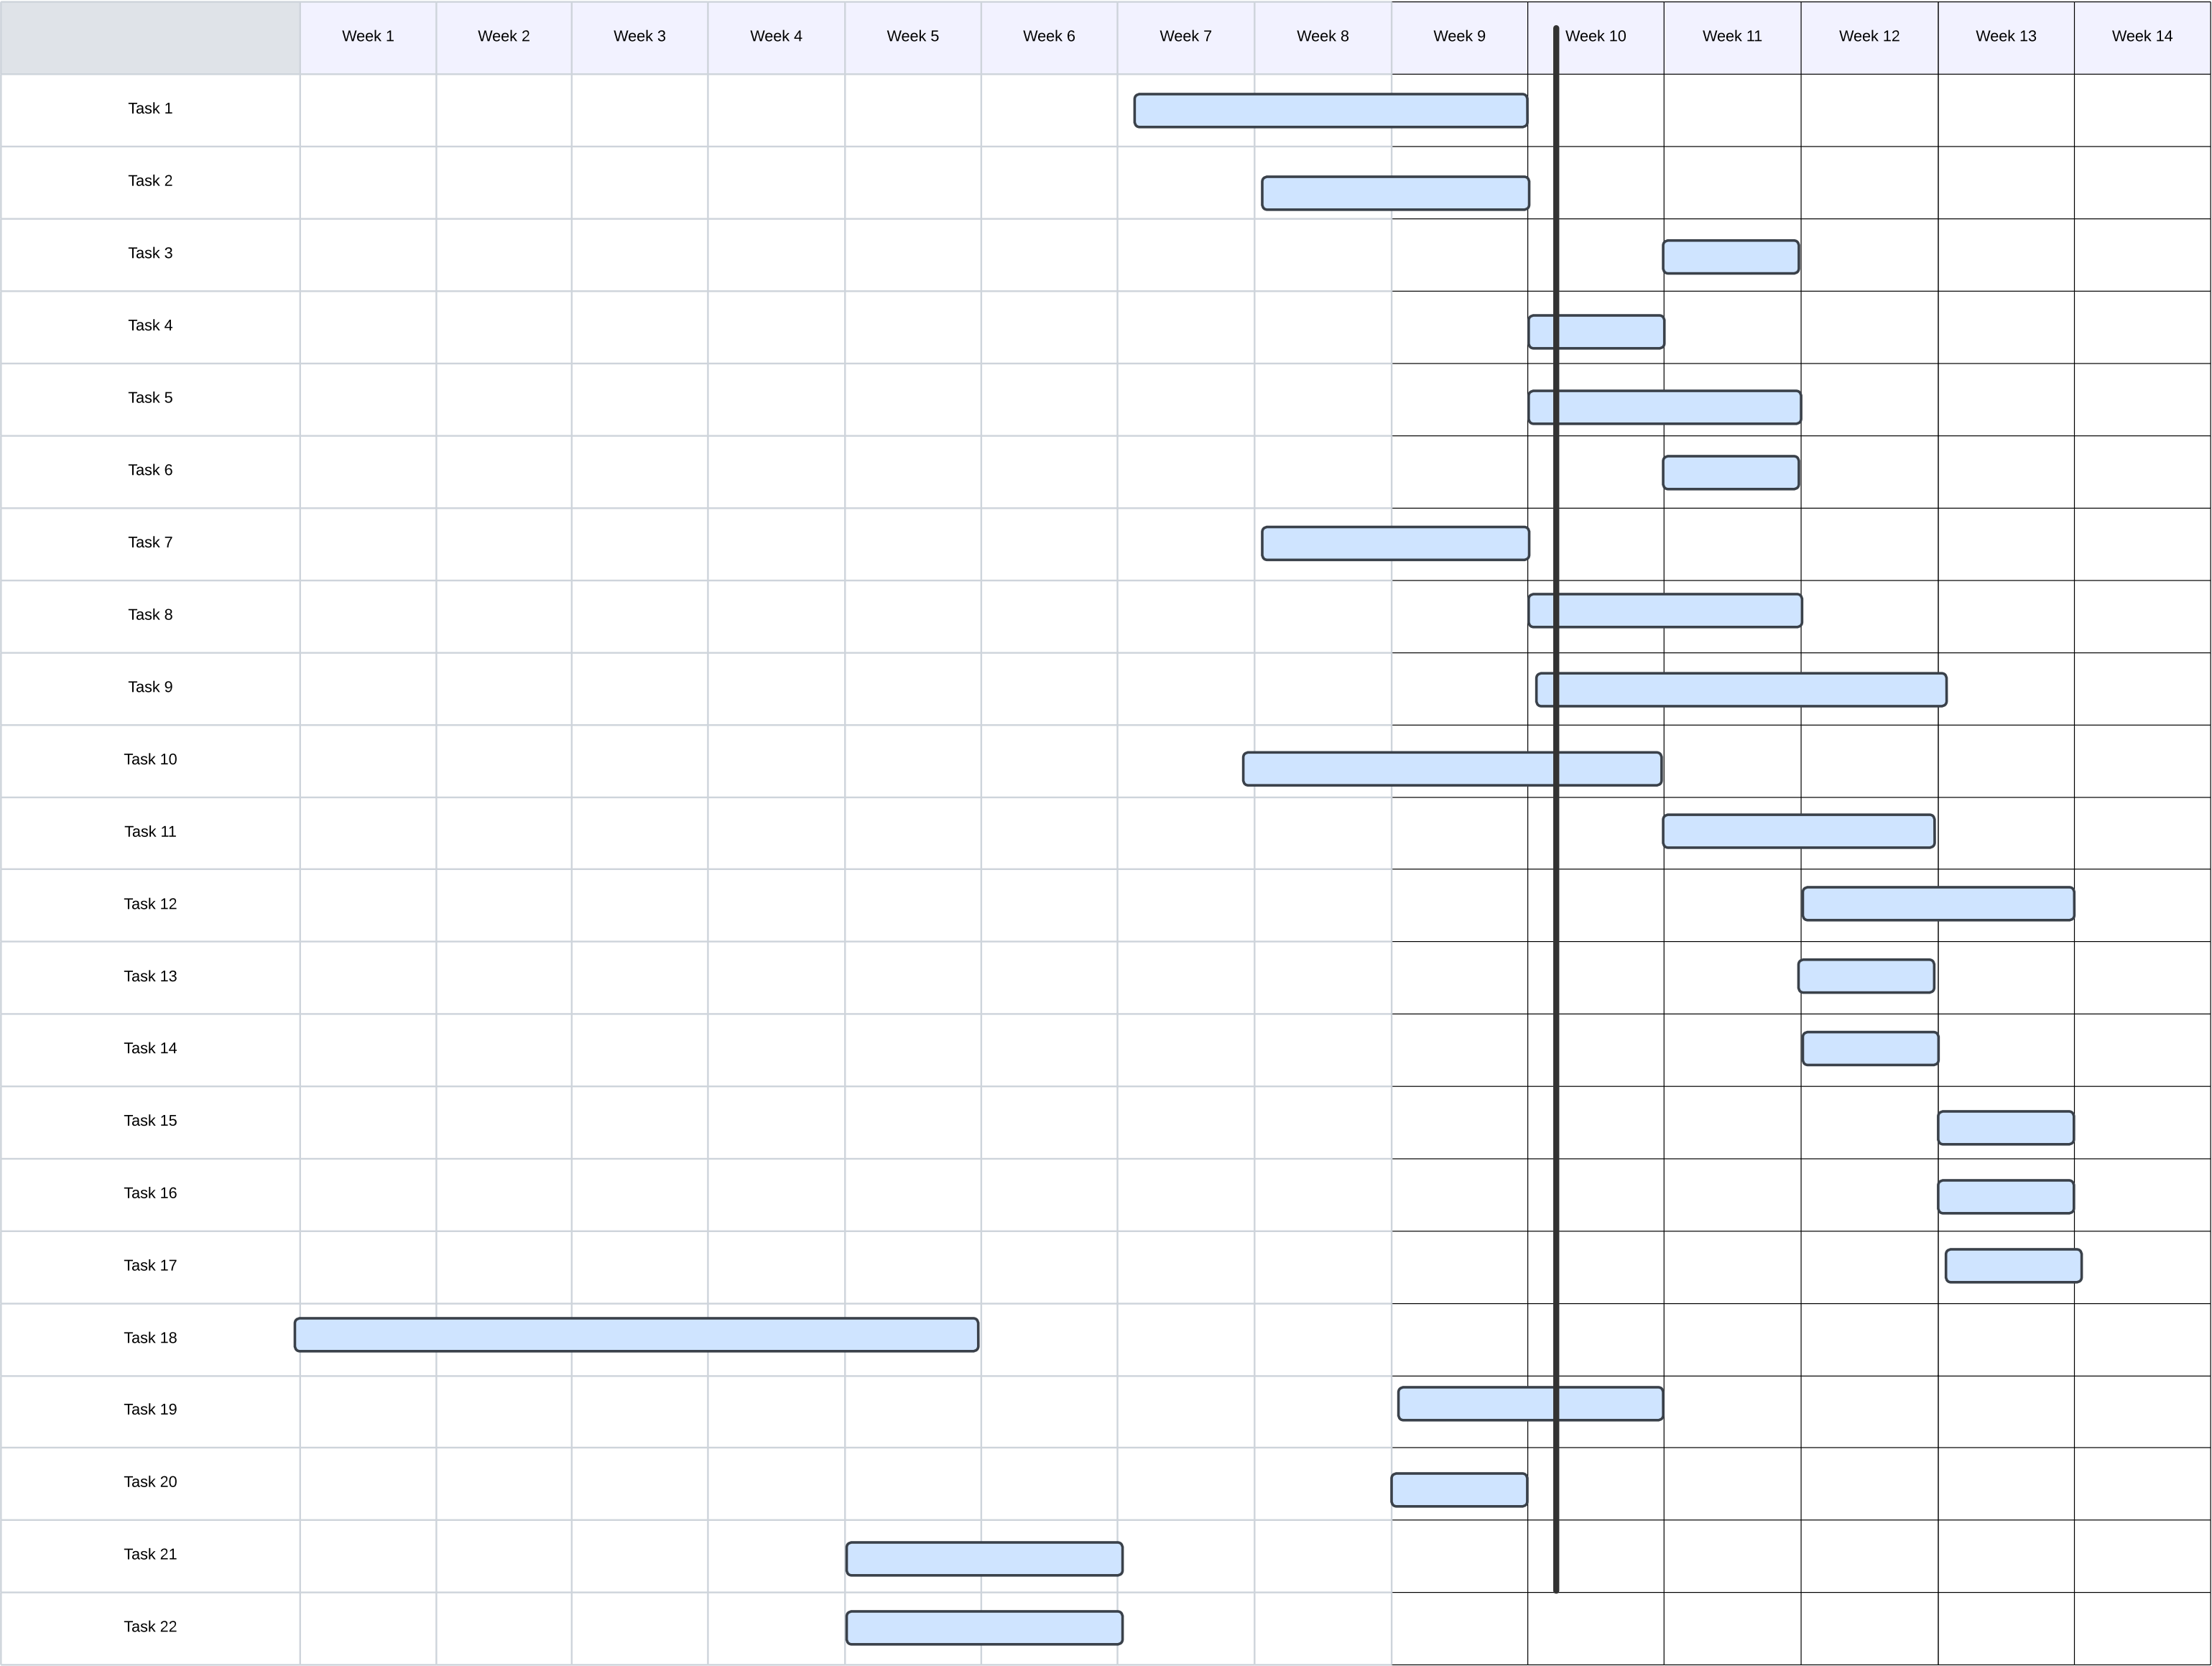 Week 1
Week 2
Week 3
Week 4
Week 5
Week 6
Week 7
Week 8
Week 9
Week 10
Week 11
Week 12
Week 13
Week 14
Task 1
Task 2
Task 3
Task 4
Task 5
Task 6
Task 7
Task 8
Task 9
Task 10
Task 11
Task 12
Task 13
Task 14
Task 15
Task 16
Task 17
Task 18
Task 19
Task 20
Task 21
Task 22